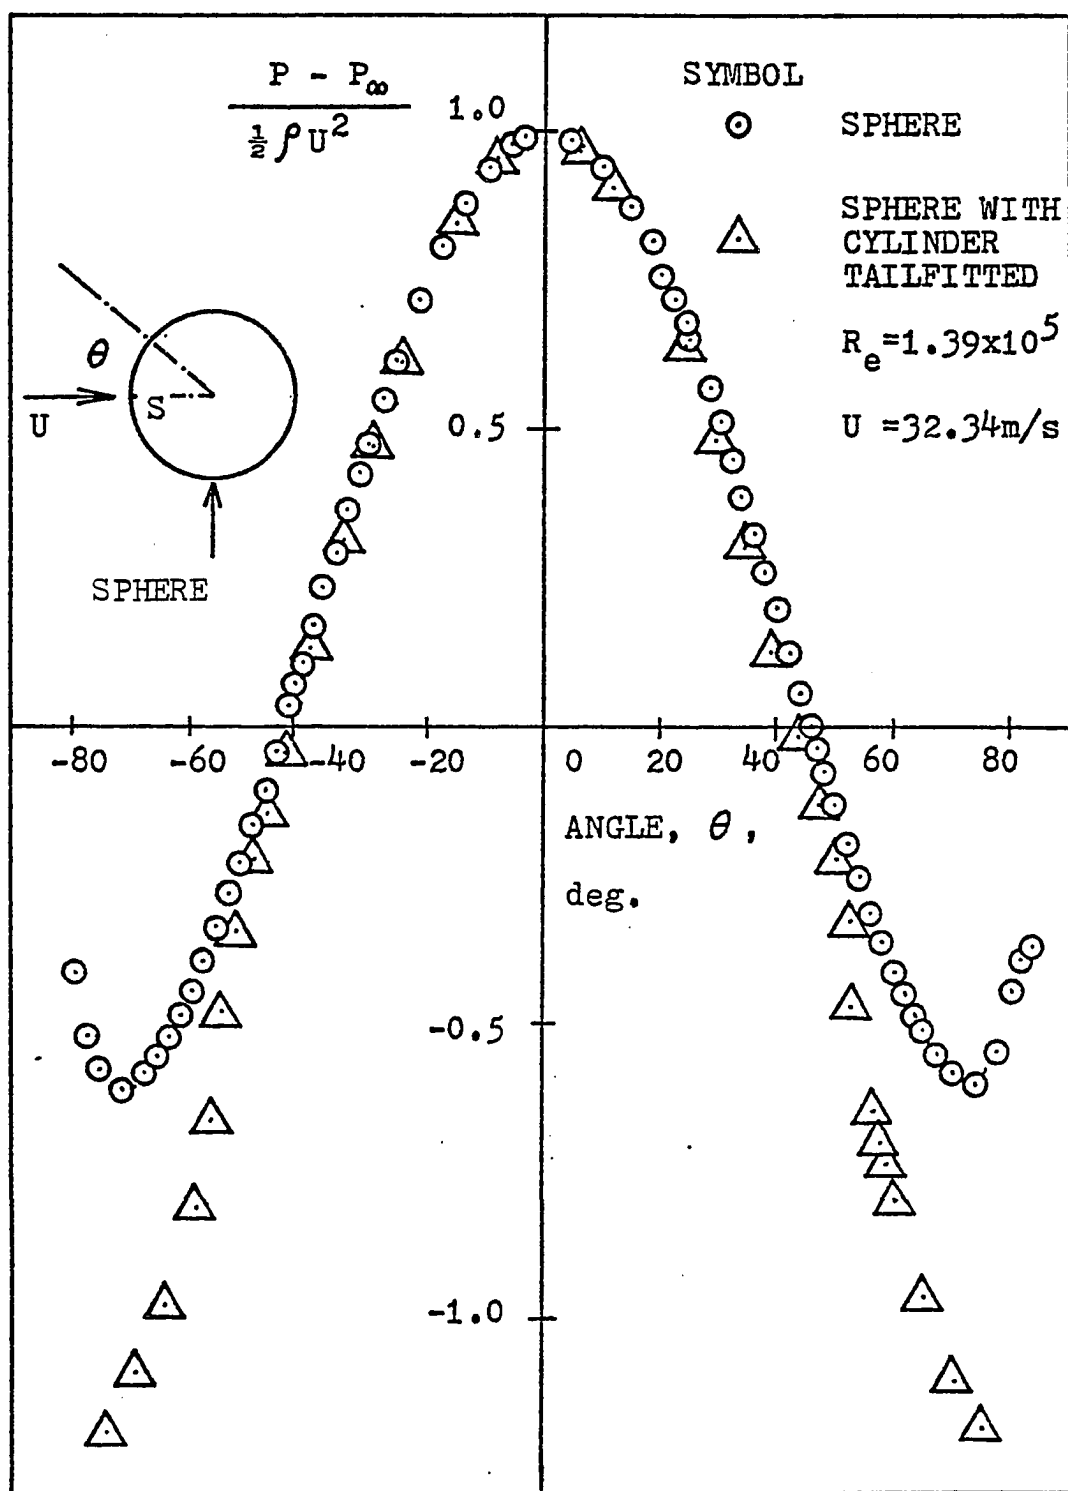 P - P∞
½ρU²
1.0
0.5
-0.5
-1.0
SYMBOL
SPHERE
SPHERE WITH
CYLINDER
TAILFITTED
Re=1.39x10⁵
U =32.34m/s
θ
S
U
SPHERE
-80 -60 -40 -20 0 20 40 60 80
ANGLE, θ,
deg.